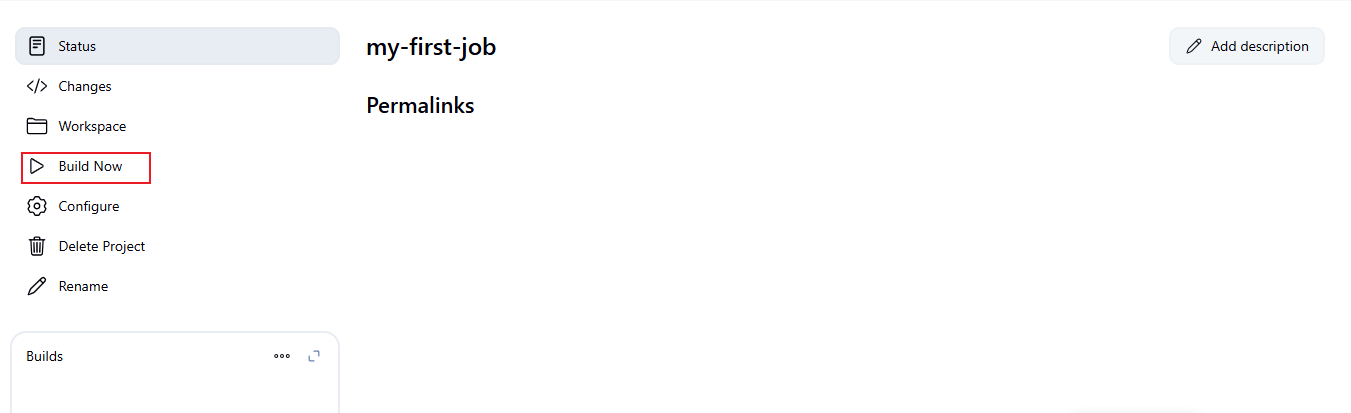 Status
Changes
Workspace
Build Now
Configure
Delete Project
Rename
Builds
my-first-job
Add description
Permalinks